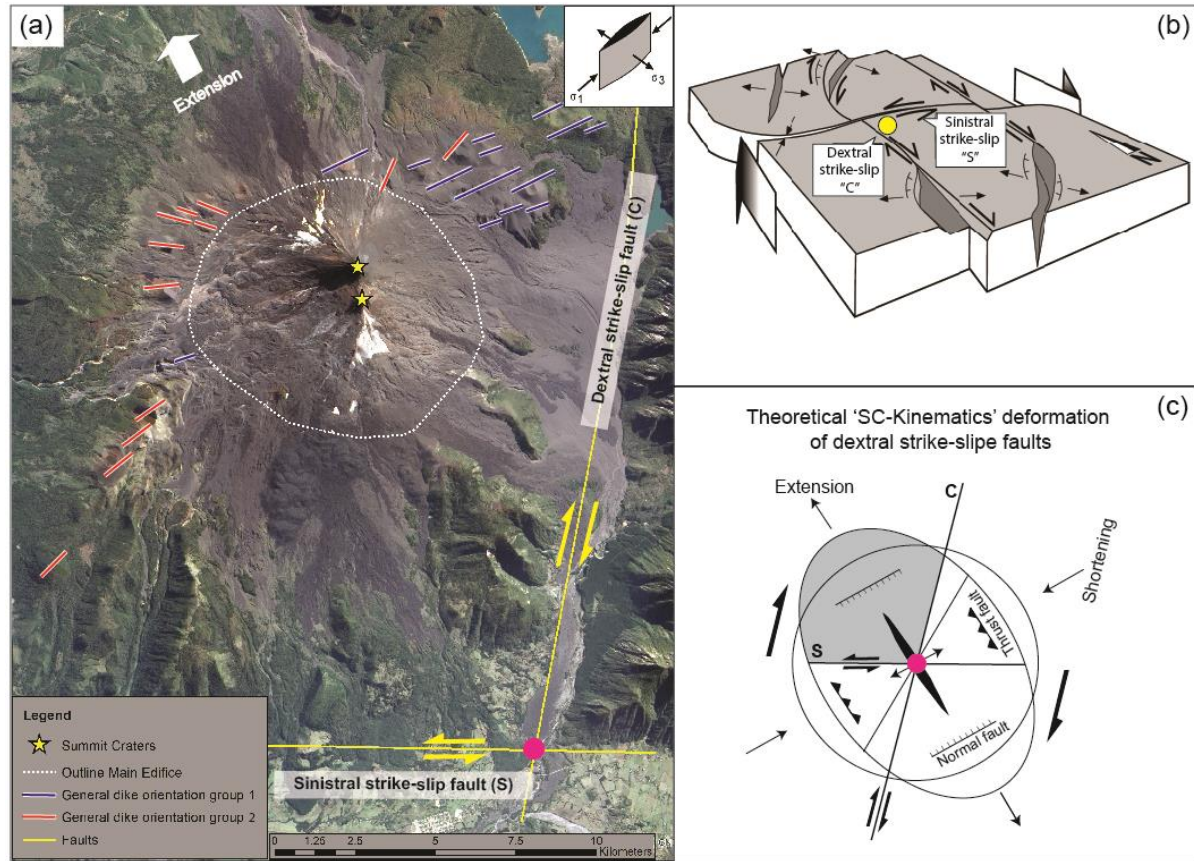 (a)
Extension
σ1
σ3
Dextral strike-slip fault (C)
Sinistral strike-slip fault (S)
Legend
Summit Craters
Outline Main Edifice
General dike orientation group 1
General dike orientation group 2
Faults
0 1.25 2.5 5 7.5 10
Kilometers
(b)
Sinistral
strike-slip
"S"
Dextral
strike-slip
"C"
N
(c)
Theoretical 'SC-Kinematics' deformation
of dextral strike-slipe faults
Extension
C
Shortening
Thrust fault
S
Normal fault